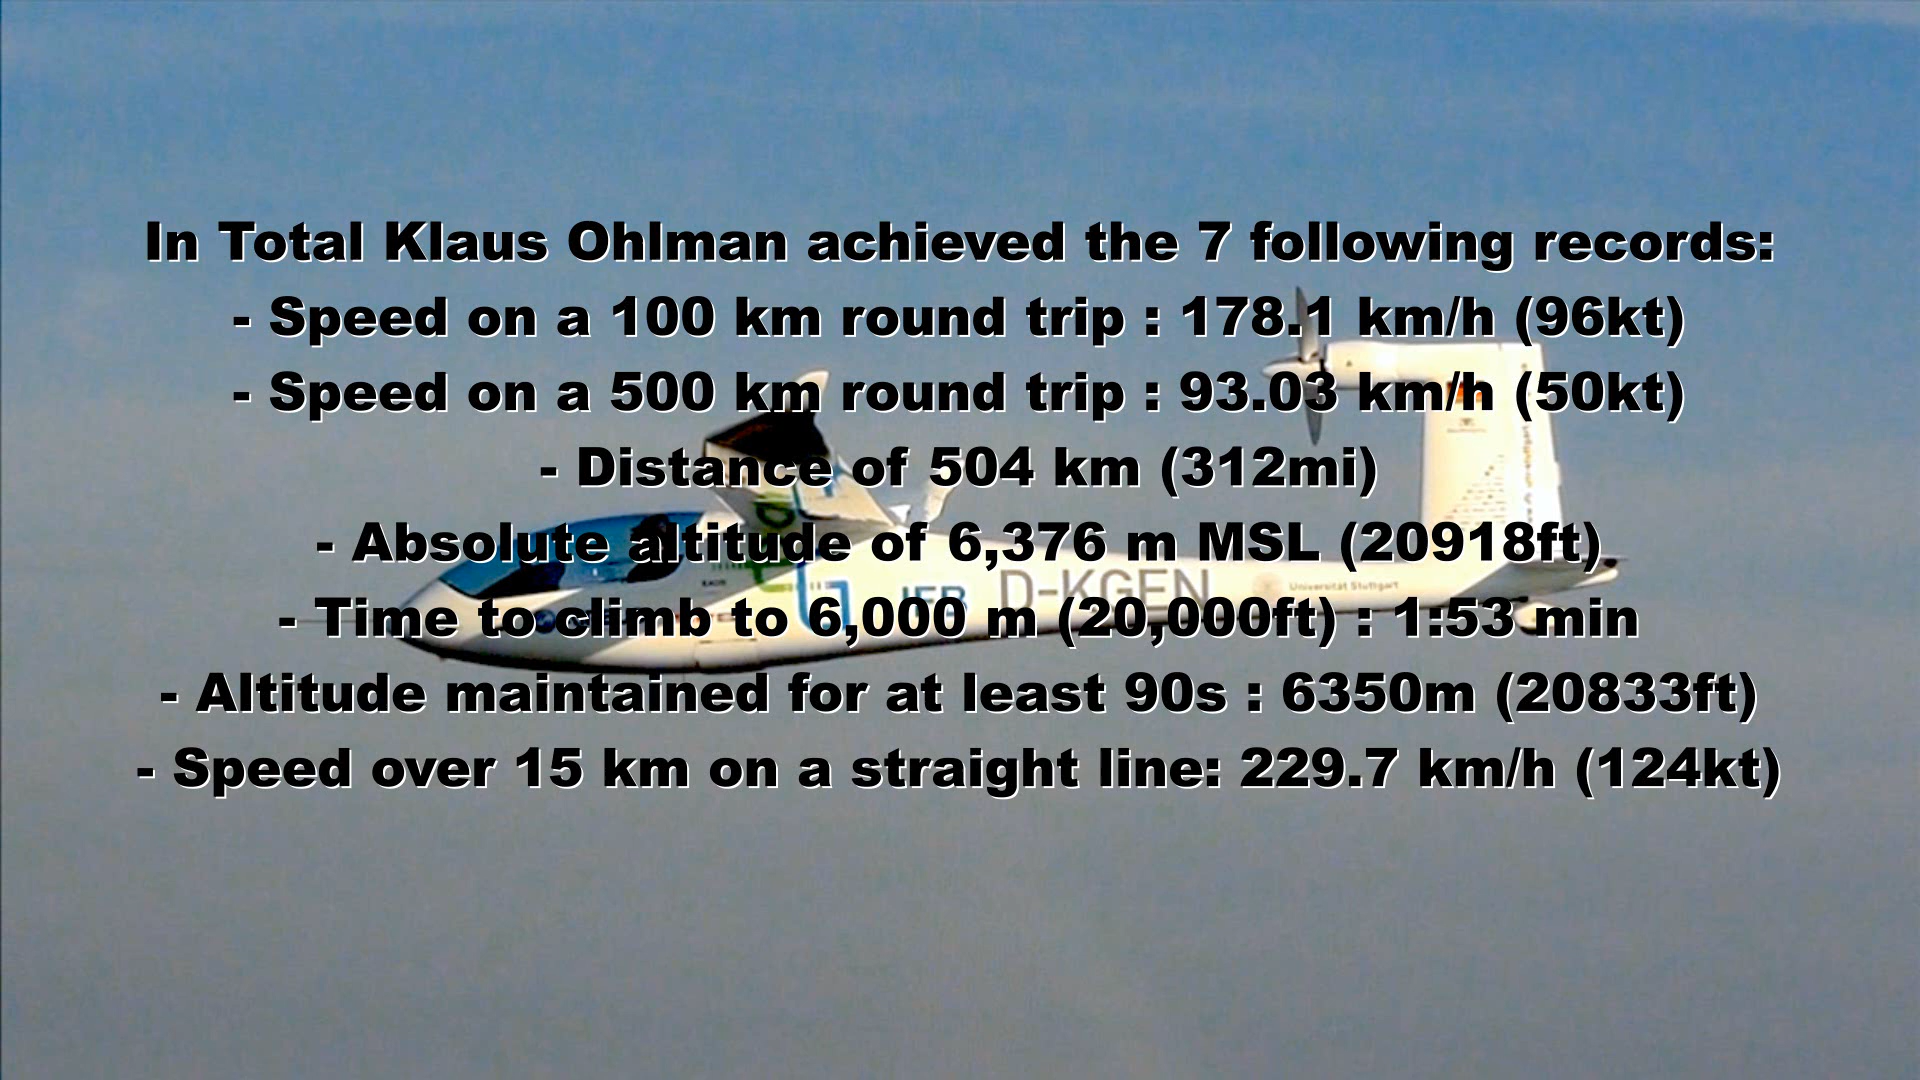 In Total Klaus Ohlman achieved the 7 following records:
- Speed on a 100 km round trip : 178.1 km/h (96kt)
- Speed on a 500 km round trip : 93.03 km/h (50kt)
- Distance of 504 km (312mi)
- Absolute altitude of 6,376 m MSL (20918ft)
D-KGEN
IFB
Universität Stuttgart
- Time to climb to 6,000 m (20,000ft) : 1:53 min
- Altitude maintained for at least 90s : 6350m (20833ft)
- Speed over 15 km on a straight line: 229.7 km/h (124kt)